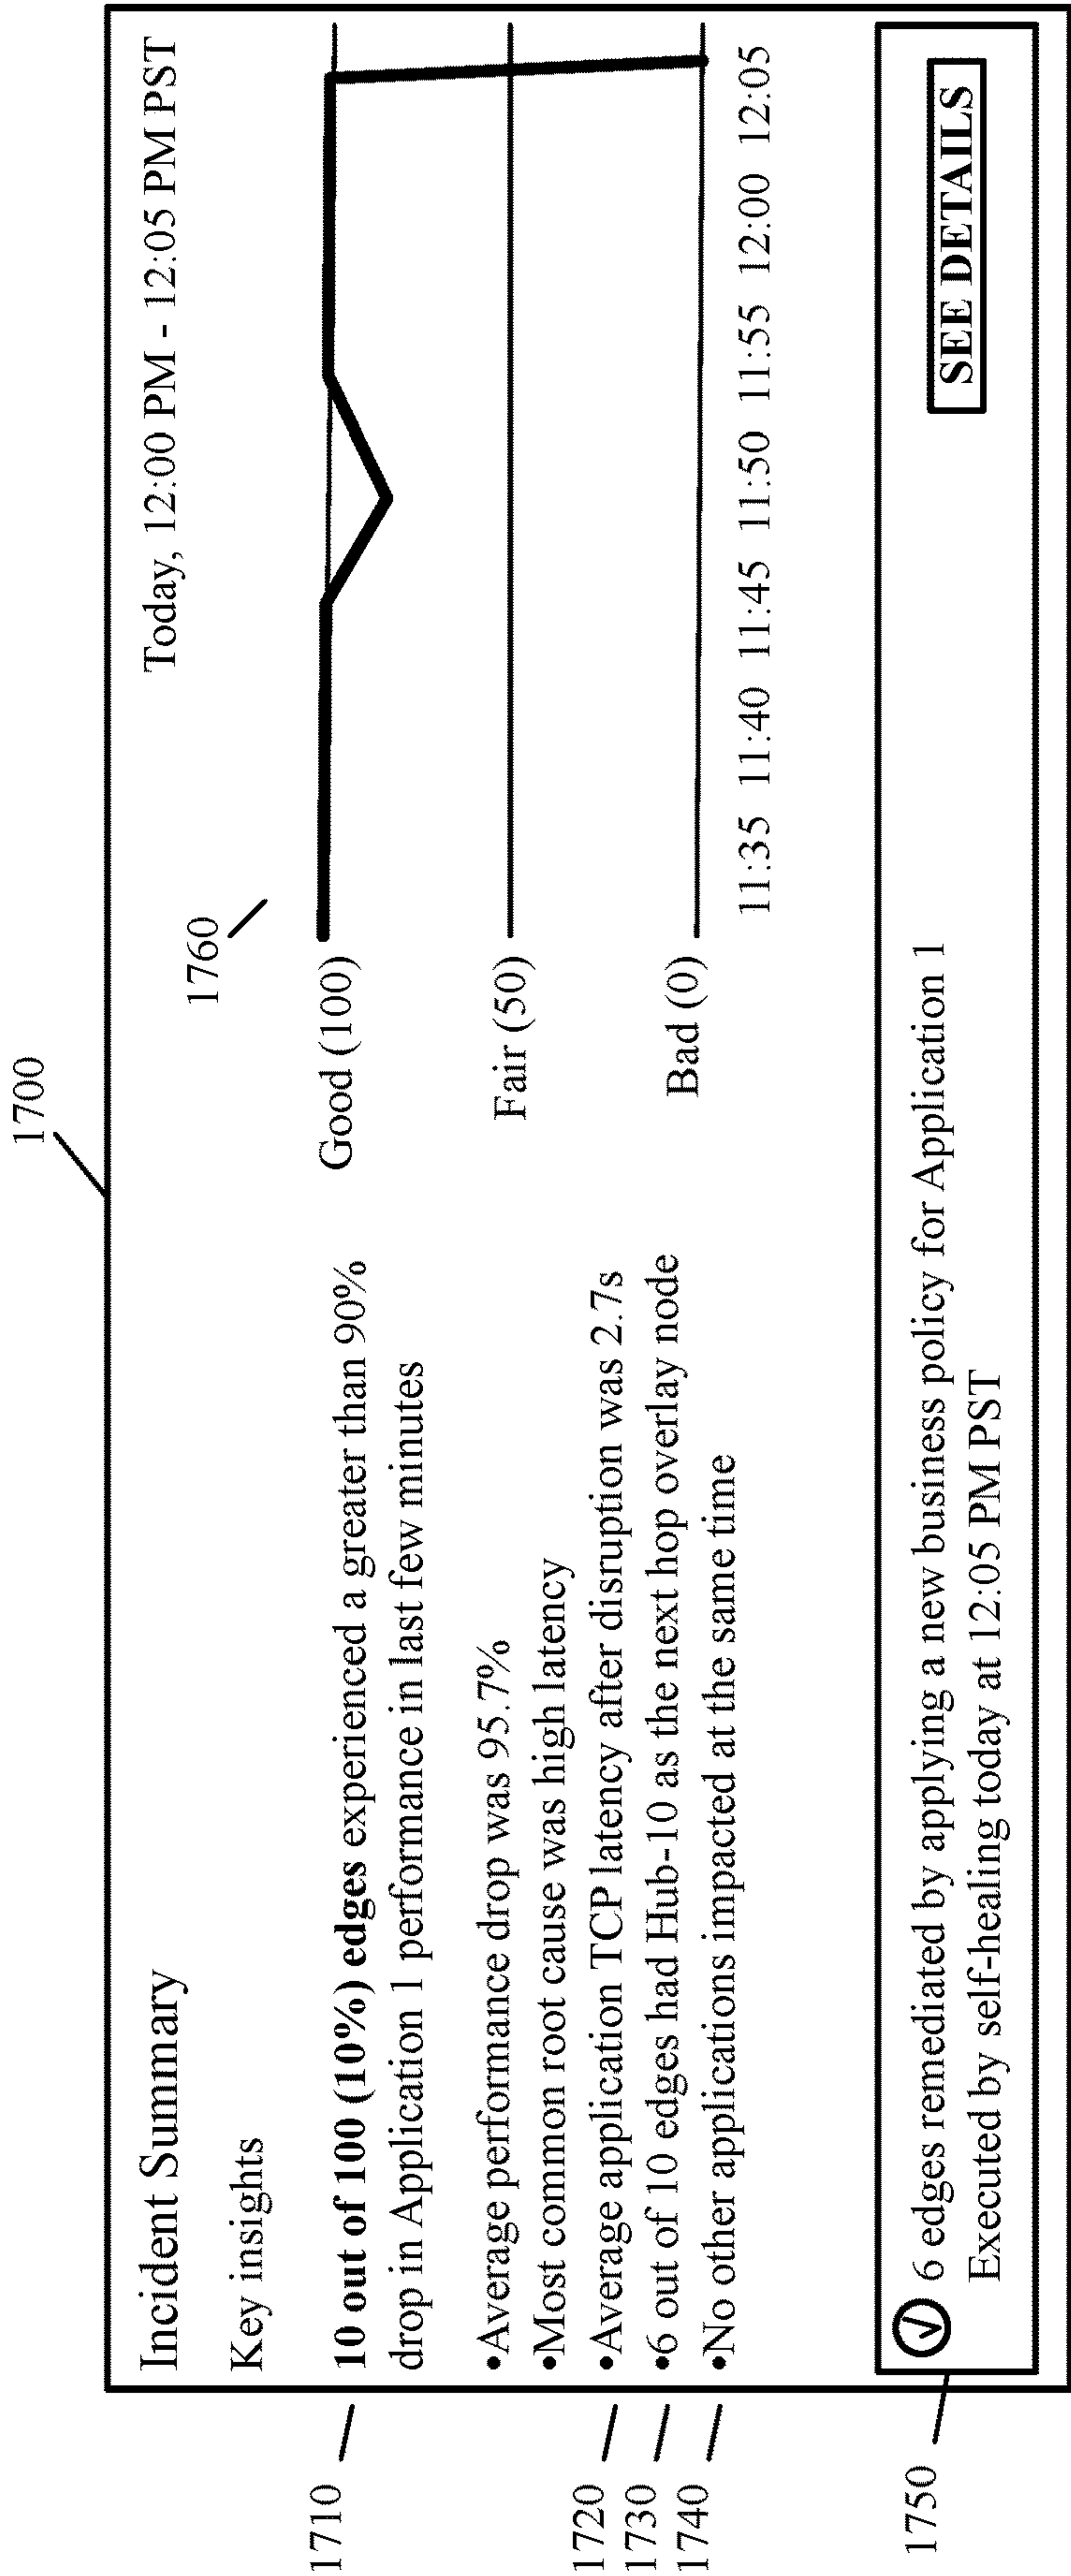 1700
Incident Summary
Today, 12:00 PM - 12:05 PM PST
Key insights
1760
1710
10 out of 100 (10%) edges experienced a greater than 90%
drop in Application 1 performance in last few minutes
•Average performance drop was 95.7%
•Most common root cause was high latency
1720
•Average application TCP latency after disruption was 2.7s
1730
•6 out of 10 edges had Hub-10 as the next hop overlay node
1740
•No other applications impacted at the same time
Good (100)
Fair (50)
Bad (0)
11:35 11:40 11:45 11:50 11:55 12:00 12:05
1750
6 edges remediated by applying a new business policy for Application 1
Executed by self-healing today at 12:05 PM PST
SEE DETAILS